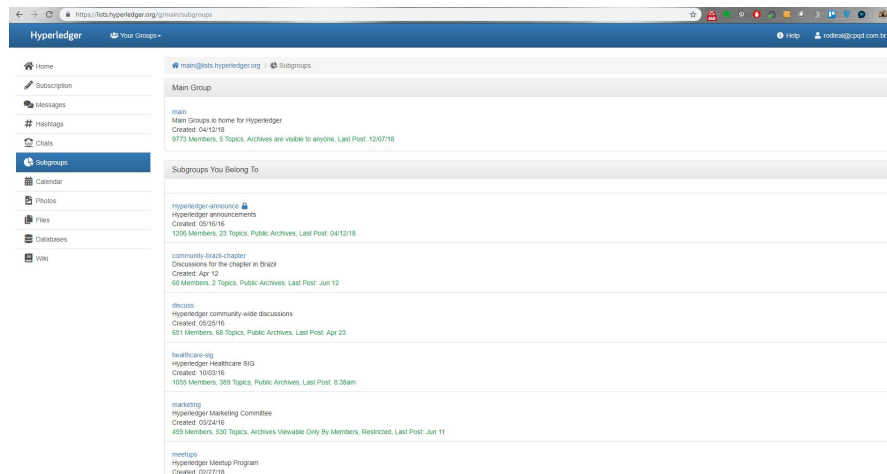 https://lists.hyperledger.org/g/main/subgroups
Hyperledger
Your Groups
Help
rodleal@cpqd.com.br
Home
Subscription
Messages
Hashtags
Chats
Subgroups
Calendar
Photos
Files
Databases
Wiki
main@lists.hyperledger.org / Subgroups
Main Group
main
Main Groups.io home for Hyperledger
Created: 04/12/18
9773 Members, 5 Topics, Archives are visible to anyone, Last Post: 12/07/18
Subgroups You Belong To
Hyperledger-announce
Hyperledger announcements
Created: 05/16/16
1206 Members, 23 Topics, Public Archives, Last Post: 04/12/18
community-brazil-chapter
Discussions for the chapter in Brazil
Created: Apr 12
60 Members, 2 Topics, Public Archives, Last Post: Jun 12
discuss
Hyperledger community-wide discussions
Created: 05/25/16
651 Members, 68 Topics, Public Archives, Last Post: Apr 23
healthcare-sig
Hyperledger Healthcare SIG
Created: 10/03/16
1055 Members, 389 Topics, Public Archives, Last Post: 8:38am
marketing
Hyperledger Marketing Committee
Created: 03/24/16
459 Members, 530 Topics, Archives Viewable Only By Members, Restricted, Last Post: Jun 11
meetups
Hyperledger Meetup Program
Created: 02/27/18